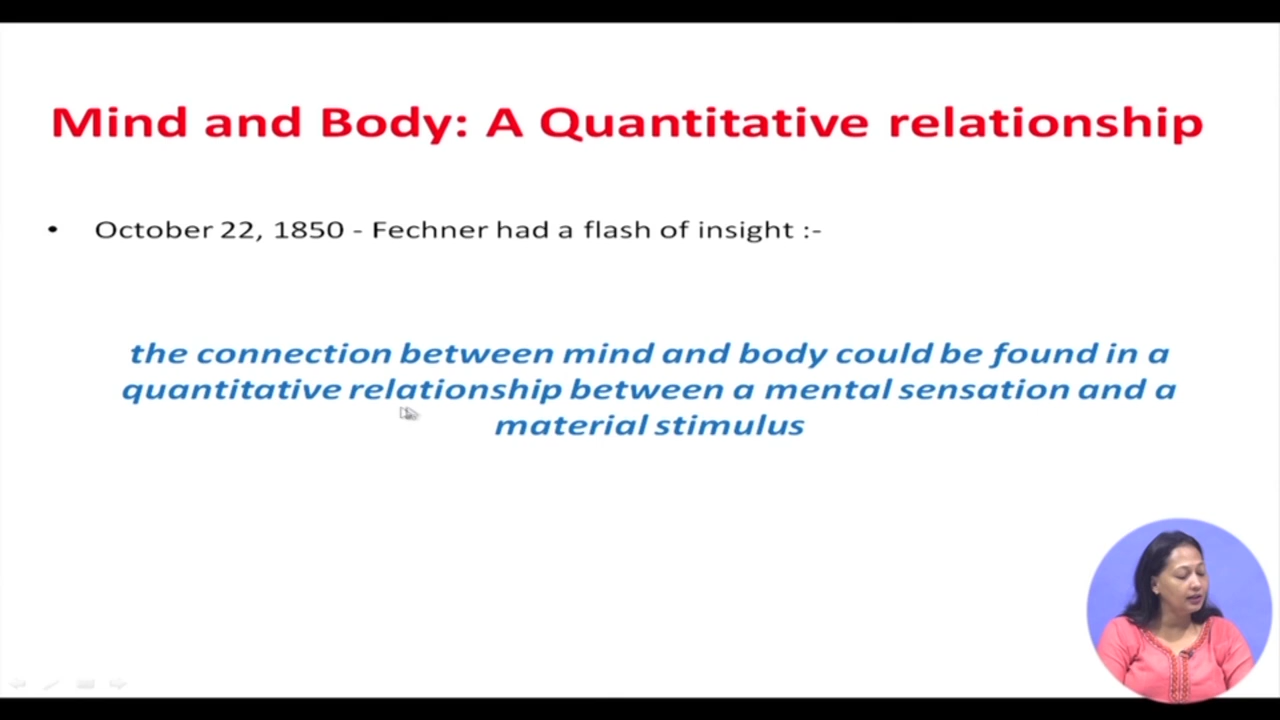 Mind and Body: A Quantitative relationship
• October 22, 1850 - Fechner had a flash of insight :-
the connection between mind and body could be found in a
quantitative relationship between a mental sensation and a
material stimulus